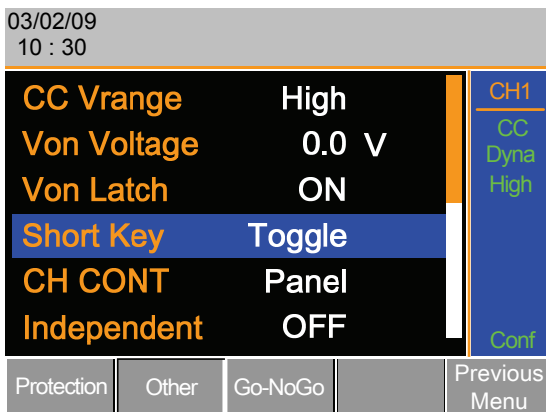 03/02/09
10 : 30
CC Vrange High
Von Voltage 0.0 V
Von Latch ON
Short Key Toggle
CH CONT Panel
Independent OFF
CH1
CC
Dyna
High
Conf
Protection
Other
Go-NoGo
Previous
Menu